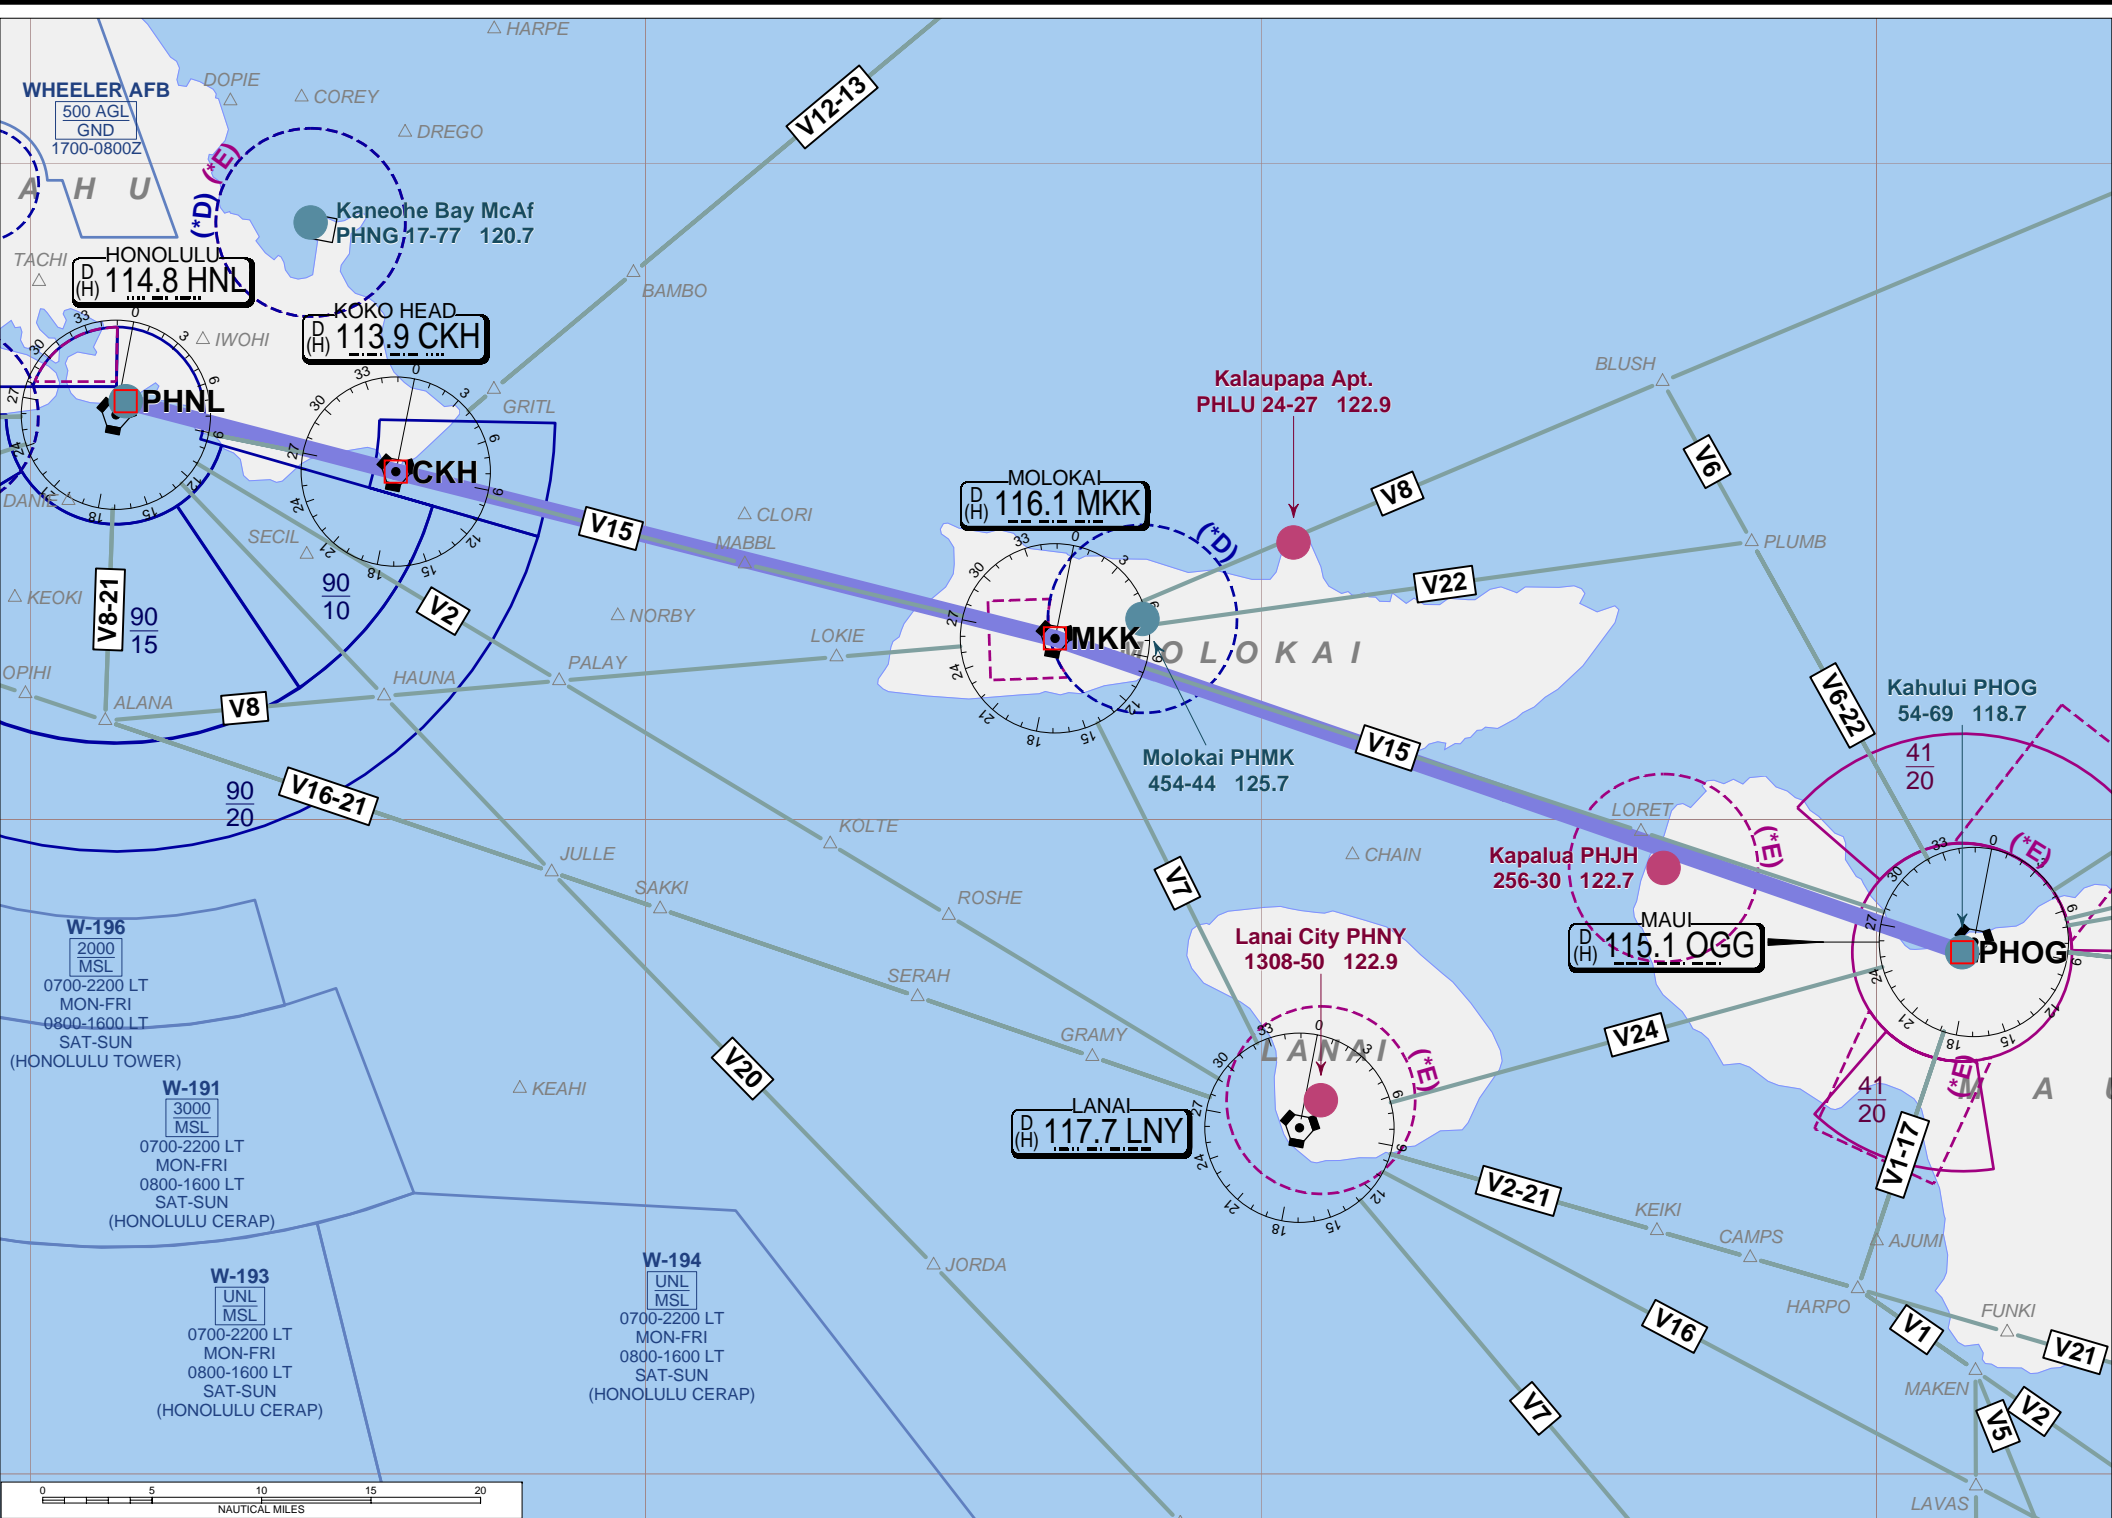 HARPE
WHEELER AFB
500 AGL
GND
1700-0800Z
DOPIE
COREY
DREGO
V12-13
A H U
(*E)
(*D)
Kaneohe Bay McAf
PHNG 17-77 120.7
TACHI
HONOLULU
D
(H) 114.8 HNL
BAMBO
KOKO HEAD
D
(H) 113.9 CKH
IWOHI
GRITL
PHNL
CKH
BLUSH
Kalaupapa Apt.
PHLU 24-27 122.9
V6
MOLOKAI
D
(H) 116.1 MKK
V8
DANIE
SECIL
V15
CLORI
MABBL
(*D)
PLUMB
V22
KEOKI
V8-21
90
15
90
10
V2
NORBY
LOKIE
MKK
MOLOKAI
OPIHI
ALANA
V8
HAUNA
PALAY
V6-22
Kahului PHOG
54-69 118.7
Molokai PHMK
454-44 125.7
V15
41
20
90
20
V16-21
KOLTE
LORET
(*E)
(*E)
JULLE
CHAIN
Kapalua PHJH
256-30 122.7
V7
SAKKI
ROSHE
W-196
2000
MSL
0700-2200 LT
MON-FRI
0800-1600 LT
SAT-SUN
(HONOLULU TOWER)
Lanai City PHNY
1308-50 122.9
MAUI
D
(H) 115.1 OGG
PHOG
SERAH
GRAMY
V24
LANAI
(*E)
(*E)
M A U
41
20
W-191
3000
MSL
0700-2200 LT
MON-FRI
0800-1600 LT
SAT-SUN
(HONOLULU CERAP)
KEAHI
V20
LANAI
D
(H) 117.7 LNY
V1-17
V2-21
KEIKI
CAMPS
AJUMI
HARPO
W-193
UNL
MSL
0700-2200 LT
MON-FRI
0800-1600 LT
SAT-SUN
(HONOLULU CERAP)
W-194
UNL
MSL
0700-2200 LT
MON-FRI
0800-1600 LT
SAT-SUN
(HONOLULU CERAP)
JORDA
V16
V1
FUNKI
V21
MAKEN
V7
V2
V5
LAVAS
0 5 10 15 20
NAUTICAL MILES